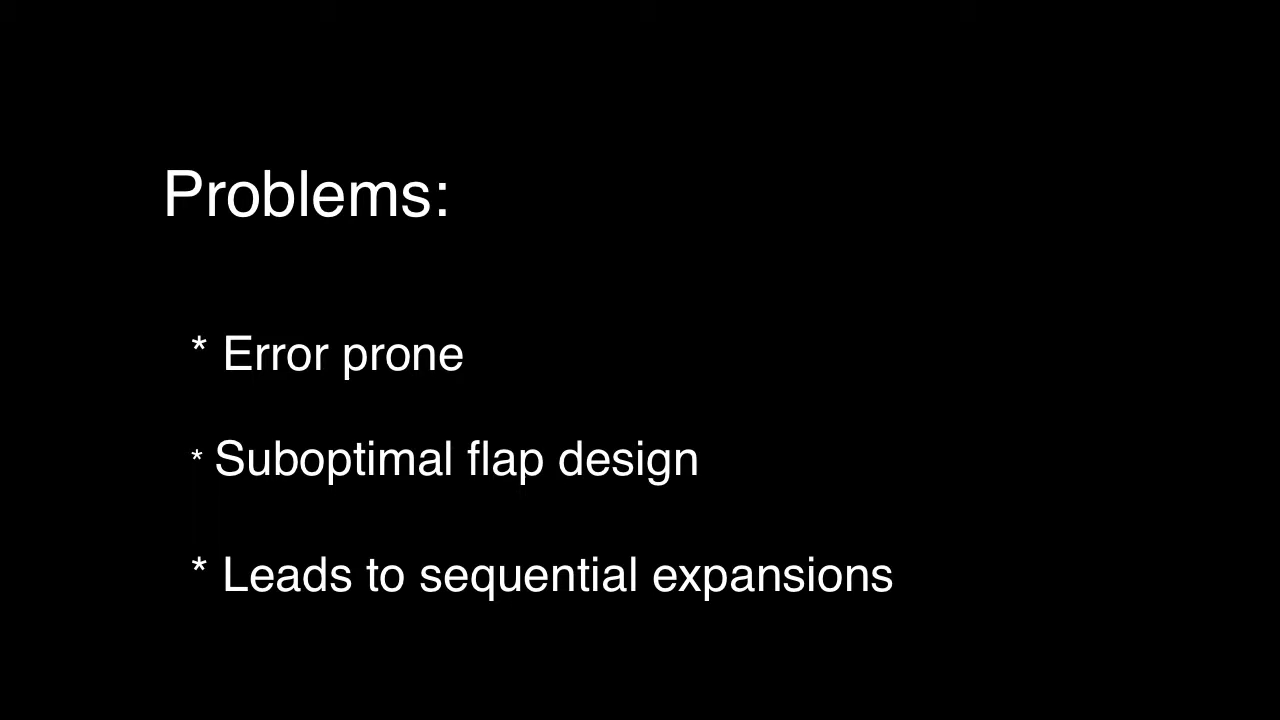 Problems:
* Error prone
* Suboptimal flap design
* Leads to sequential expansions